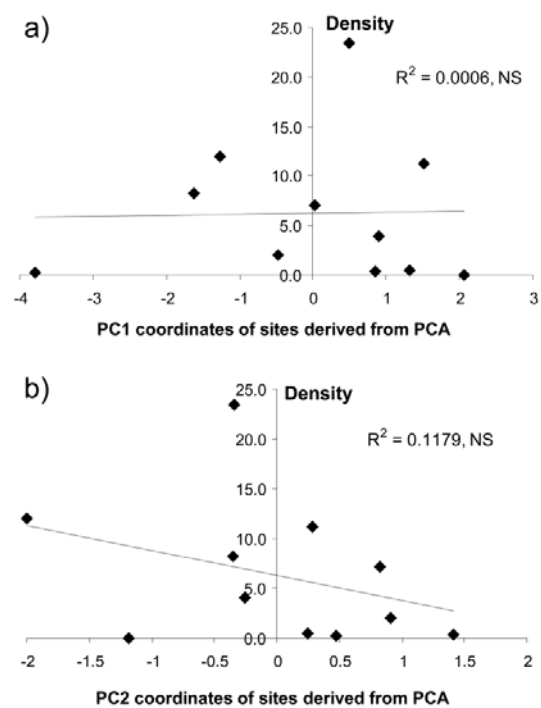 a)
Density
25.0
R² = 0.0006, NS
20.0
15.0
10.0
5.0
0.0
-4 -3 -2 -1 0 1 2 3
PC1 coordinates of sites derived from PCA
b)
25.0 Density
R² = 0.1179, NS
20.0
15.0
10.0
5.0
0.0
-2 -1.5 -1 -0.5 0 0.5 1 1.5 2
PC2 coordinates of sites derived from PCA